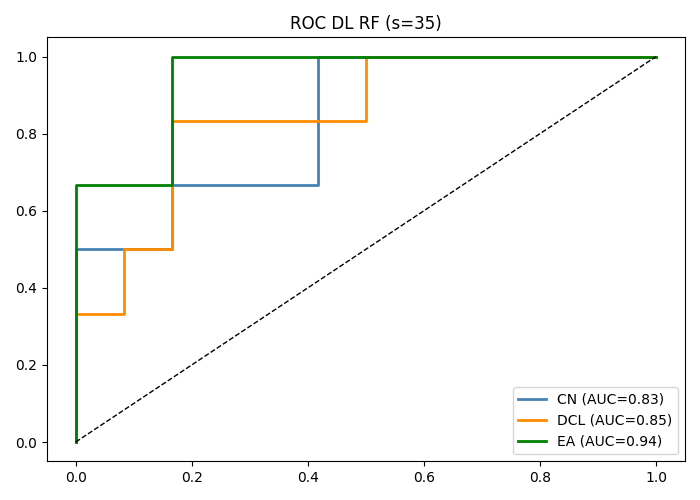 ROC DL RF (s=35)
1.0
0.8
0.6
0.4
0.2
0.0
0.0 0.2 0.4 0.6 0.8 1.0
CN (AUC=0.83)
DCL (AUC=0.85)
EA (AUC=0.94)